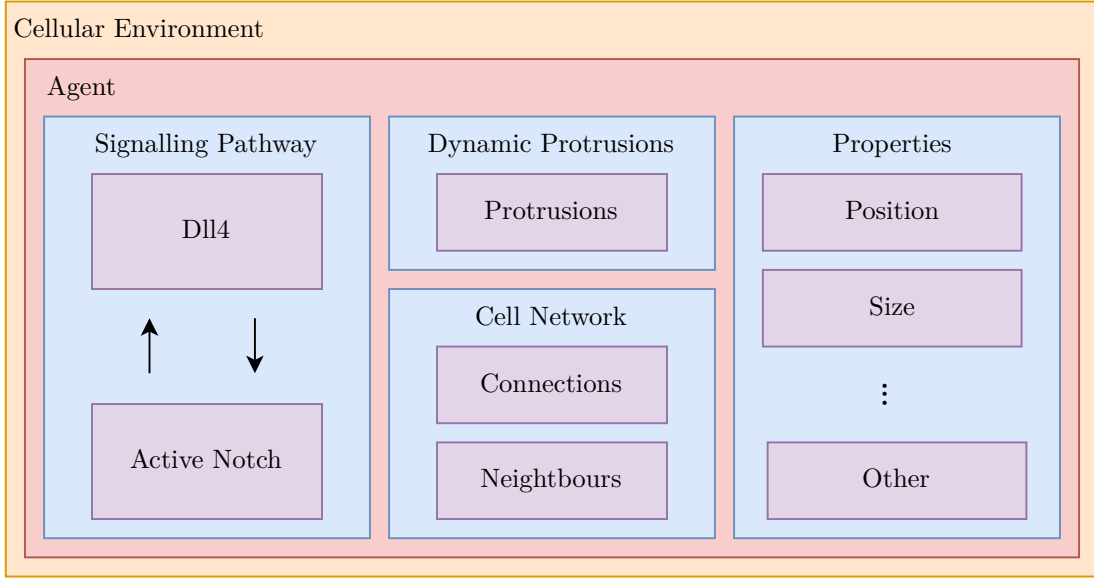 Cellular Environment
Agent
Signalling Pathway
Dll4
Active Notch
Dynamic Protrusions
Protrusions
Cell Network
Connections
Neightbours
Properties
Position
Size
⋮
Other